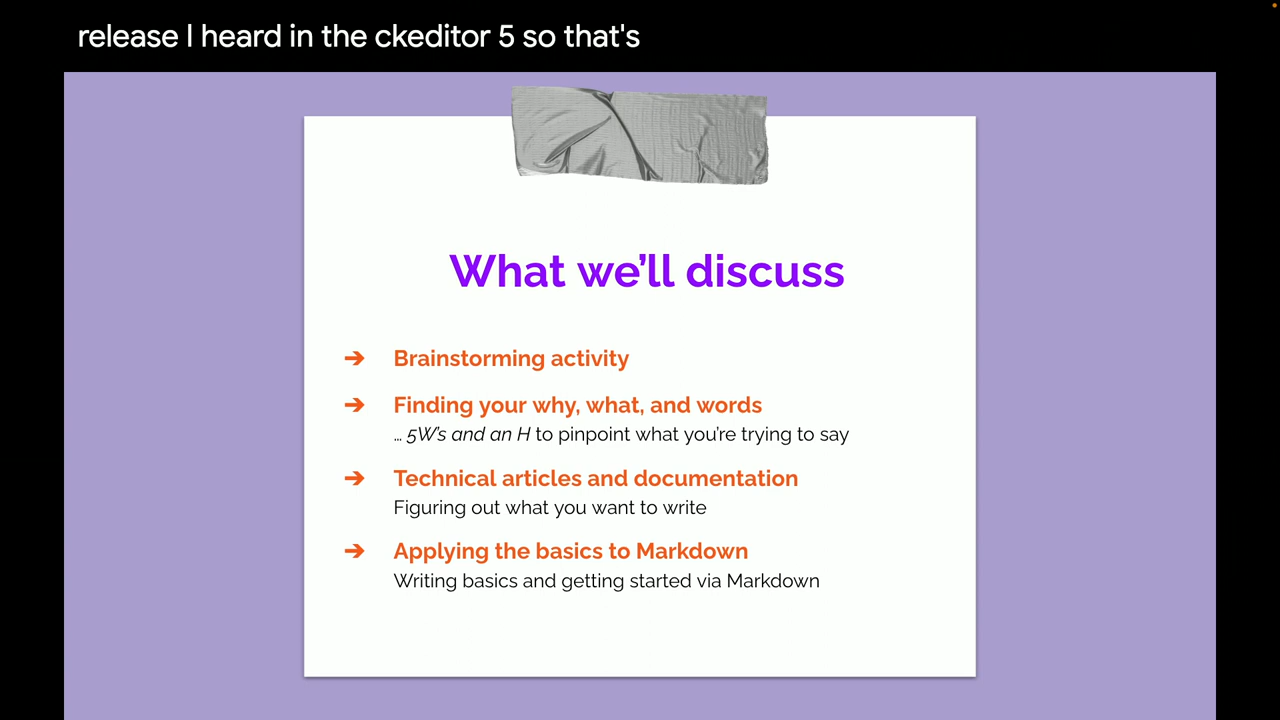 release I heard in the ckeditor 5 so that's
What we’ll discuss
➔ Brainstorming activity
➔ Finding your why, what, and words
… 5W’s and an H to pinpoint what you’re trying to say
➔ Technical articles and documentation
Figuring out what you want to write
➔ Applying the basics to Markdown
Writing basics and getting started via Markdown